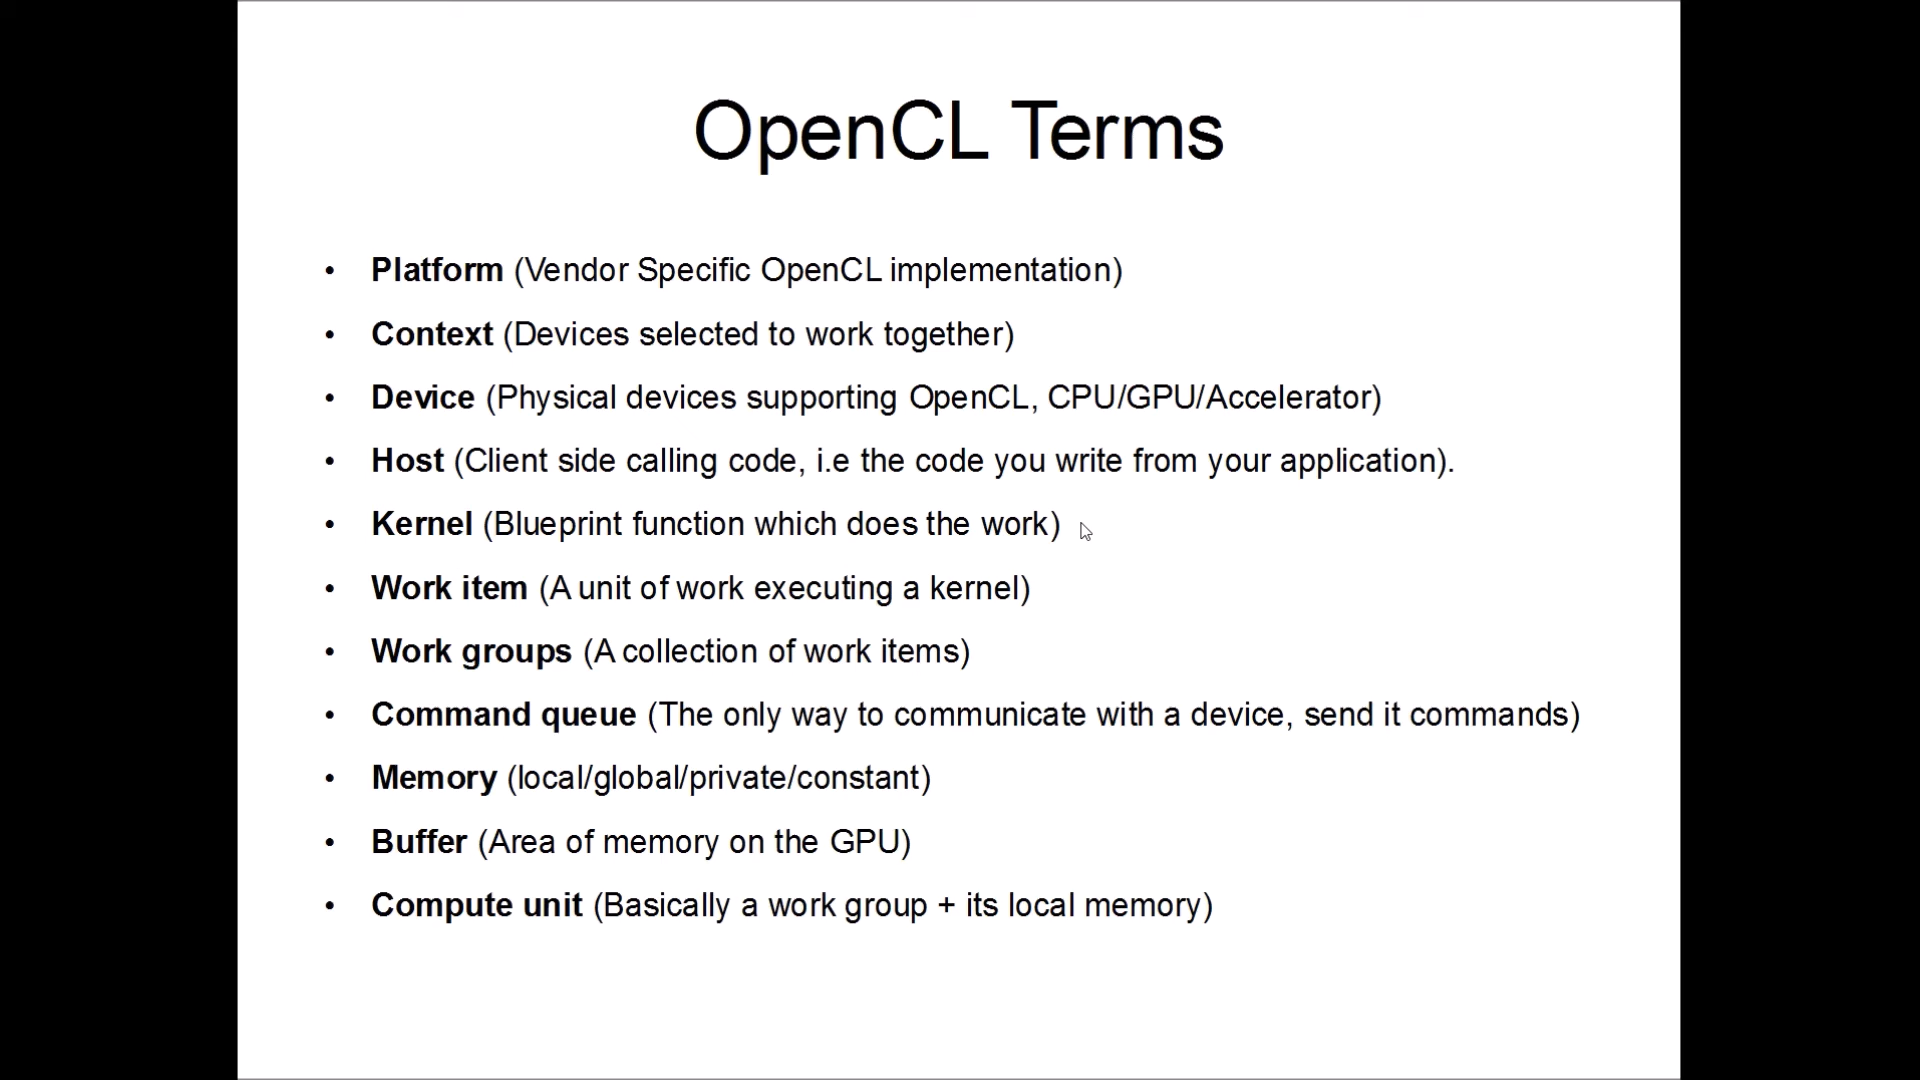 OpenCL Terms
• Platform (Vendor Specific OpenCL implementation)
• Context (Devices selected to work together)
• Device (Physical devices supporting OpenCL, CPU/GPU/Accelerator)
• Host (Client side calling code, i.e the code you write from your application).
• Kernel (Blueprint function which does the work)
• Work item (A unit of work executing a kernel)
• Work groups (A collection of work items)
• Command queue (The only way to communicate with a device, send it commands)
• Memory (local/global/private/constant)
• Buffer (Area of memory on the GPU)
• Compute unit (Basically a work group + its local memory)